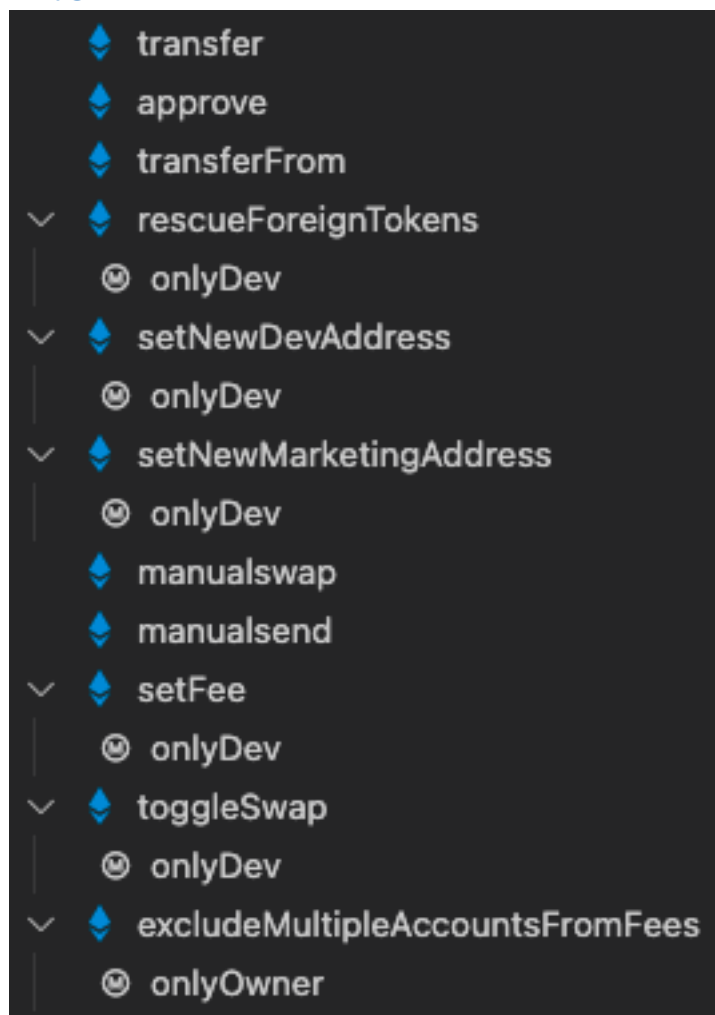 transfer
approve
transferFrom
rescueForeignTokens
onlyDev
setNewDevAddress
onlyDev
setNewMarketingAddress
onlyDev
manualswap
manualsend
setFee
onlyDev
toggleSwap
onlyDev
excludeMultipleAccountsFromFees
onlyOwner